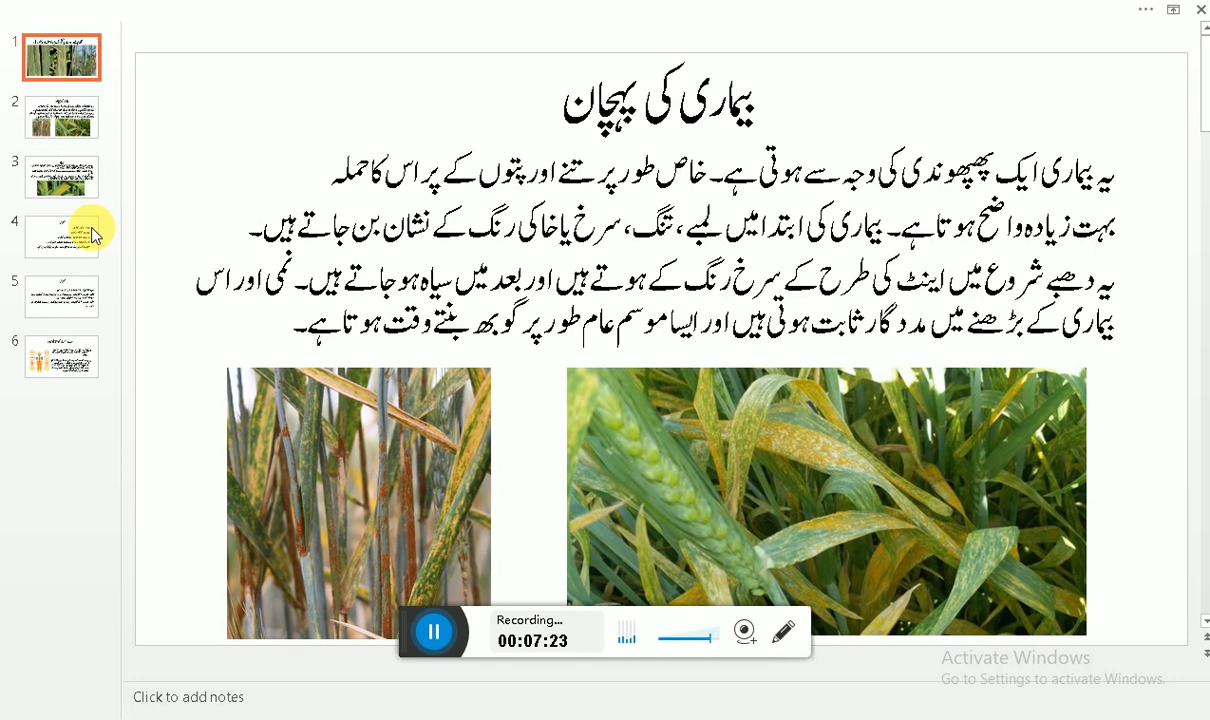 1
2
3
4
5
6
بیماری کی پہچان
یہ بیماری ایک پھپھوندی کی وجہ سے ہوتی ہے۔ خاص طور پر تنے اور پتوں کے پر اس کا حملہ
بہت زیادہ واضح ہوتا ہے۔ بیماری کی ابتدا میں لمبے، تنگ، سرخ یا خاکی رنگ کے نشان بن جاتے ہیں۔
یہ دھبے شروع میں اینٹ کی طرح کے سرخ رنگ کے ہوتے ہیں اور بعد میں سیاہ ہو جاتے ہیں۔ نمی اور اس
بیماری کے بڑھنے میں مددگار ثابت ہوتی ہیں اور ایسا موسم عام طور پر گوبھ بنتے وقت ہوتا ہے۔
Recording...
00:07:23
Activate Windows
Go to Settings to activate Windows.
Click to add notes